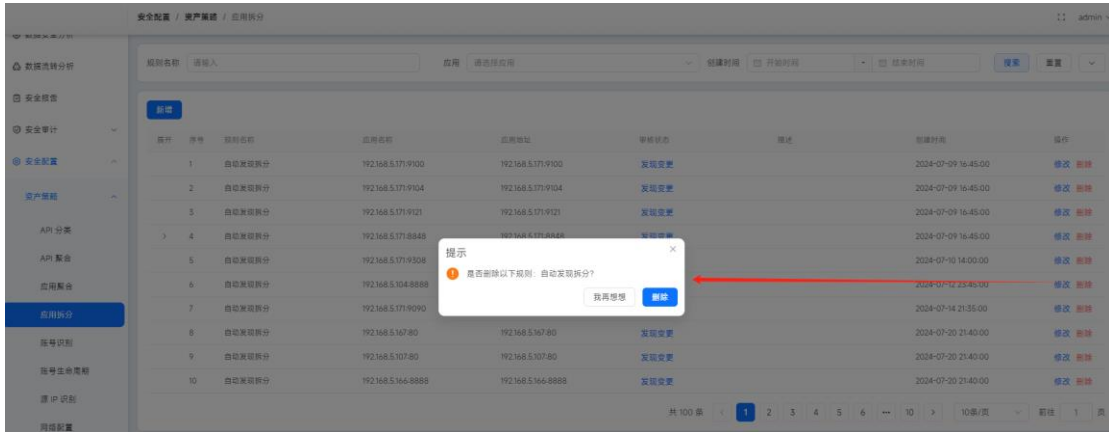 安全配置 / 资产策略 / 应用拆分 admin
数据安全分析
数据流转分析
安全预警
安全审计
安全配置
资产策略
API 分类
API 聚合
应用聚合
应用拆分
账号识别
账号生命周期
源 IP 识别
网络配置
规则名称 请输入 应用 请选择应用 创建时间 开始时间 - 结束时间 搜索 重置
新增
展开 序号 规则名称 应用名称 应用地址 审核状态 描述 创建时间 操作
1 自动发现拆分 192.168.5.171:9100 192.168.5.171:9100 发现变更 2024-07-09 16:45:00 修改 删除
2 自动发现拆分 192.168.5.171:9104 192.168.5.171:9104 发现变更 2024-07-09 16:45:00 修改 删除
3 自动发现拆分 192.168.5.171:9121 192.168.5.171:9121 发现变更 2024-07-09 16:45:00 修改 删除
4 自动发现拆分 192.168.5.171:8848 192.168.5.171:8848 发现变更 2024-07-09 16:45:00 修改 删除
5 自动发现拆分 192.168.5.171:9308 2024-07-10 14:00:00 修改 删除
6 自动发现拆分 192.168.5.104:8888 2024-07-12 23:45:00 修改 删除
7 自动发现拆分 192.168.5.171:9090 2024-07-14 21:35:00 修改 删除
8 自动发现拆分 192.168.5.167:80 192.168.5.167:80 发现变更 2024-07-20 21:40:00 修改 删除
9 自动发现拆分 192.168.5.107:80 192.168.5.107:80 发现变更 2024-07-20 21:40:00 修改 删除
10 自动发现拆分 192.168.5.166:8888 192.168.5.166:8888 发现变更 2024-07-20 21:40:00 修改 删除
提示
是否删除以下规则：自动发现拆分?
我再想想 删除
共 100 条 < 1 2 3 4 5 6 ••• 10 > 10条/页 前往 1 页